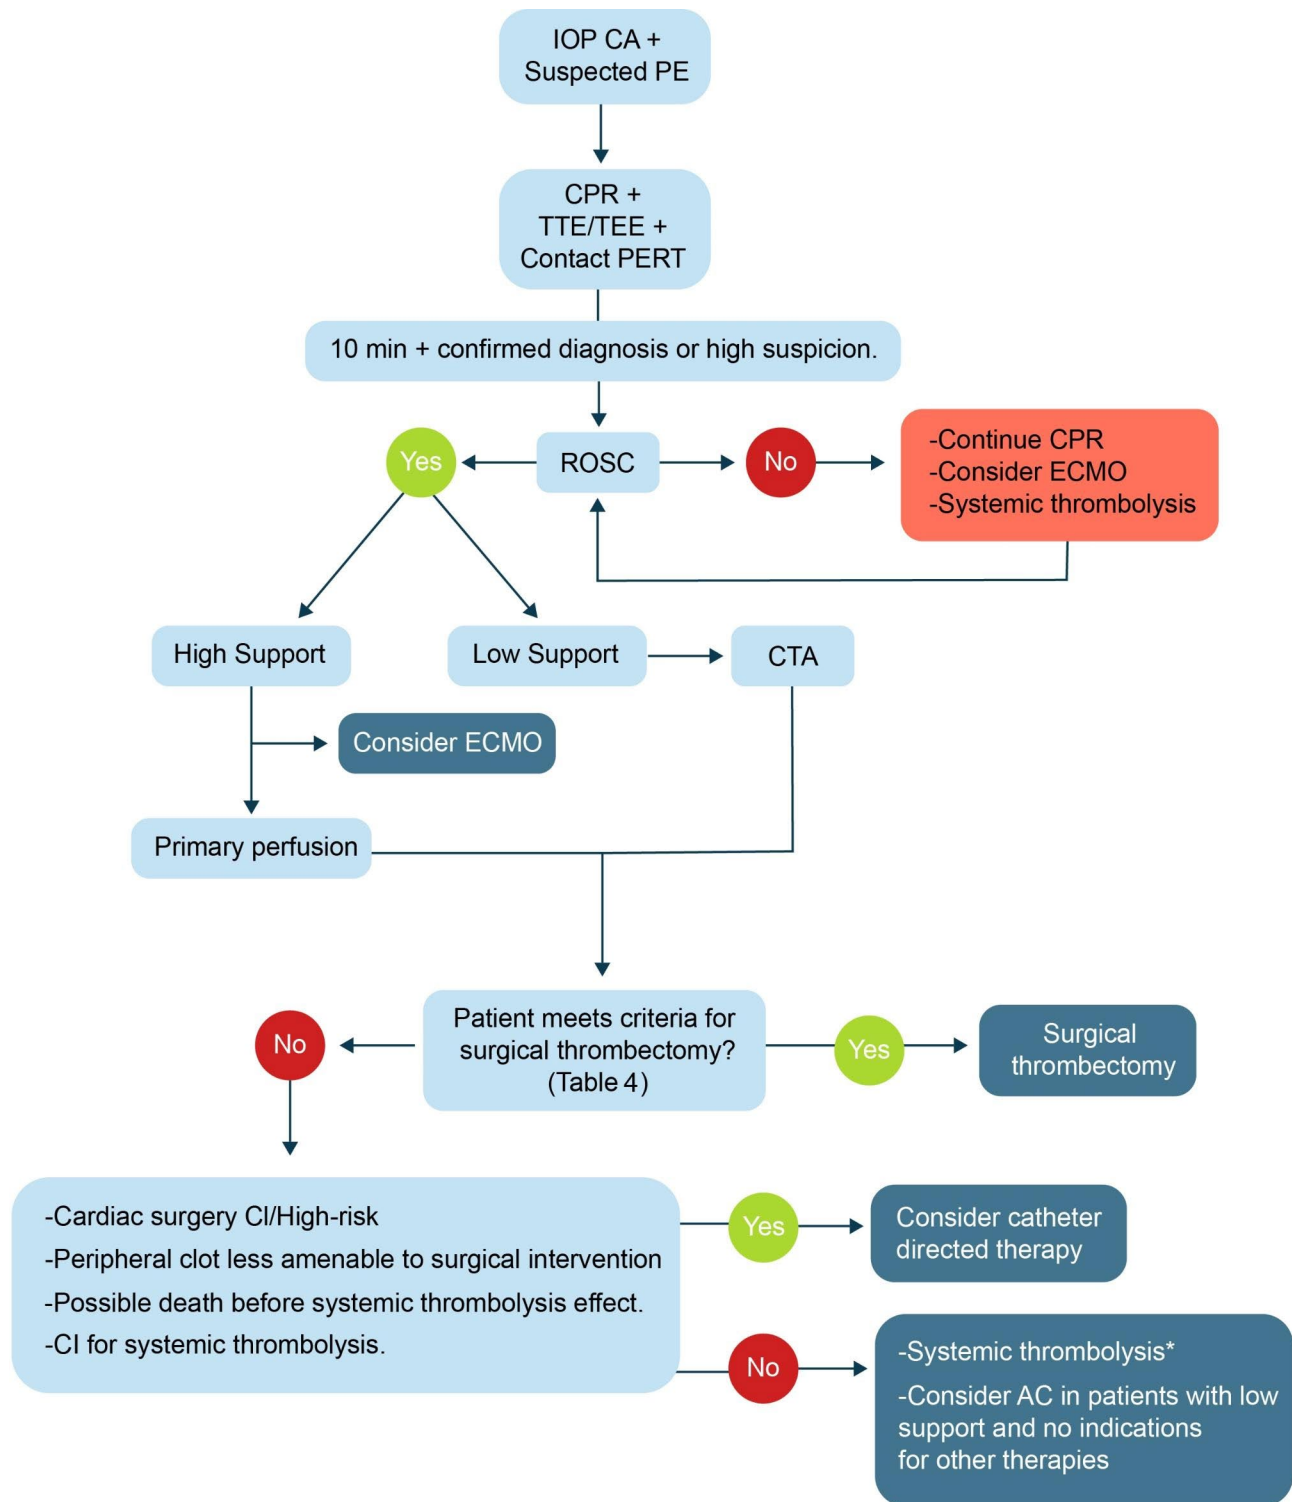 IOP CA +
Suspected PE
CPR +
TTE/TEE +
Contact PERT
10 min + confirmed diagnosis or high suspicion.
Yes
ROSC
No
-Continue CPR
-Consider ECMO
-Systemic thrombolysis
High Support
Low Support
CTA
Consider ECMO
Primary perfusion
No
Patient meets criteria for
surgical thrombectomy?
(Table 4)
Yes
Surgical
thrombectomy
-Cardiac surgery CI/High-risk
-Peripheral clot less amenable to surgical intervention
-Possible death before systemic thrombolysis effect.
-CI for systemic thrombolysis.
Yes
Consider catheter
directed therapy
No
-Systemic thrombolysis*
-Consider AC in patients with low
support and no indications
for other therapies